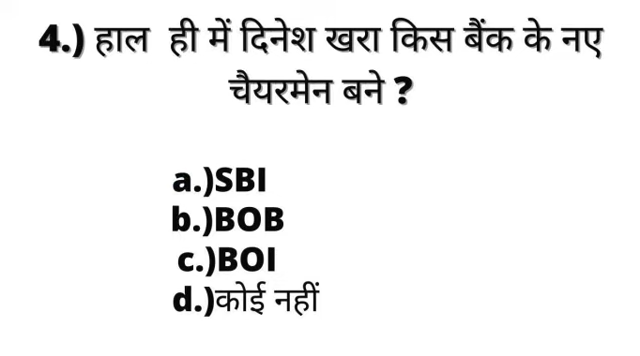 4.) हाल ही में दिनेश खरा किस बैंक के नए
चैयरमेन बने ?
a.)SBI
b.)BOB
c.)BOI
d.)कोई नहीं